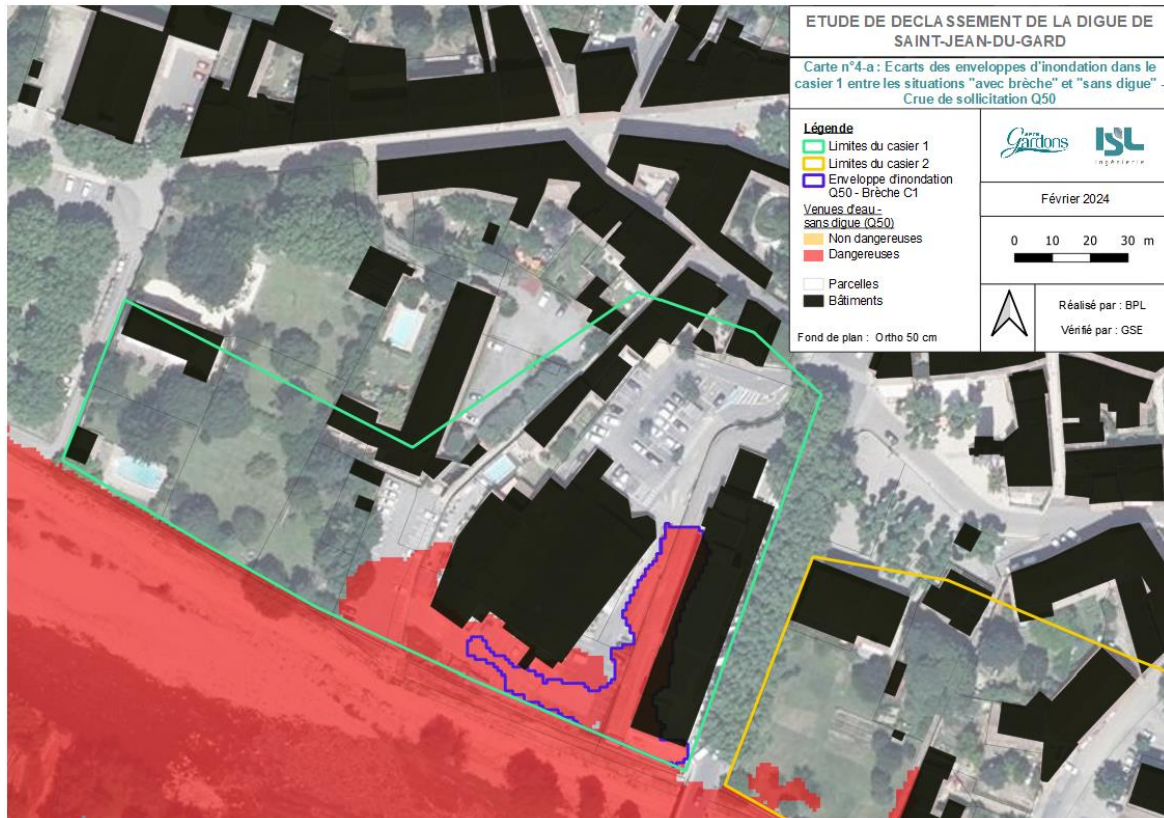 ETUDE DE DECLASSEMENT DE LA DIGUE DE
SAINT-JEAN-DU-GARD
Carte n°4-a : Ecarts des enveloppes d'inondation dans le
casier 1 entre les situations "avec brèche" et "sans digue" -
Crue de sollicitation Q50
Légende
Limites du casier 1
Limites du casier 2
Enveloppe d'inondation
Q50 - Brèche C1
Venues d'eau -
sans digue (Q50)
Non dangereuses
Dangereuses
Parcelles
Bâtiments
Fond de plan : Ortho 50 cm
Gardons
ISL
Ingénierie
Février 2024
0 10 20 30 m
Réalisé par : BPL
Vérifié par : GSE